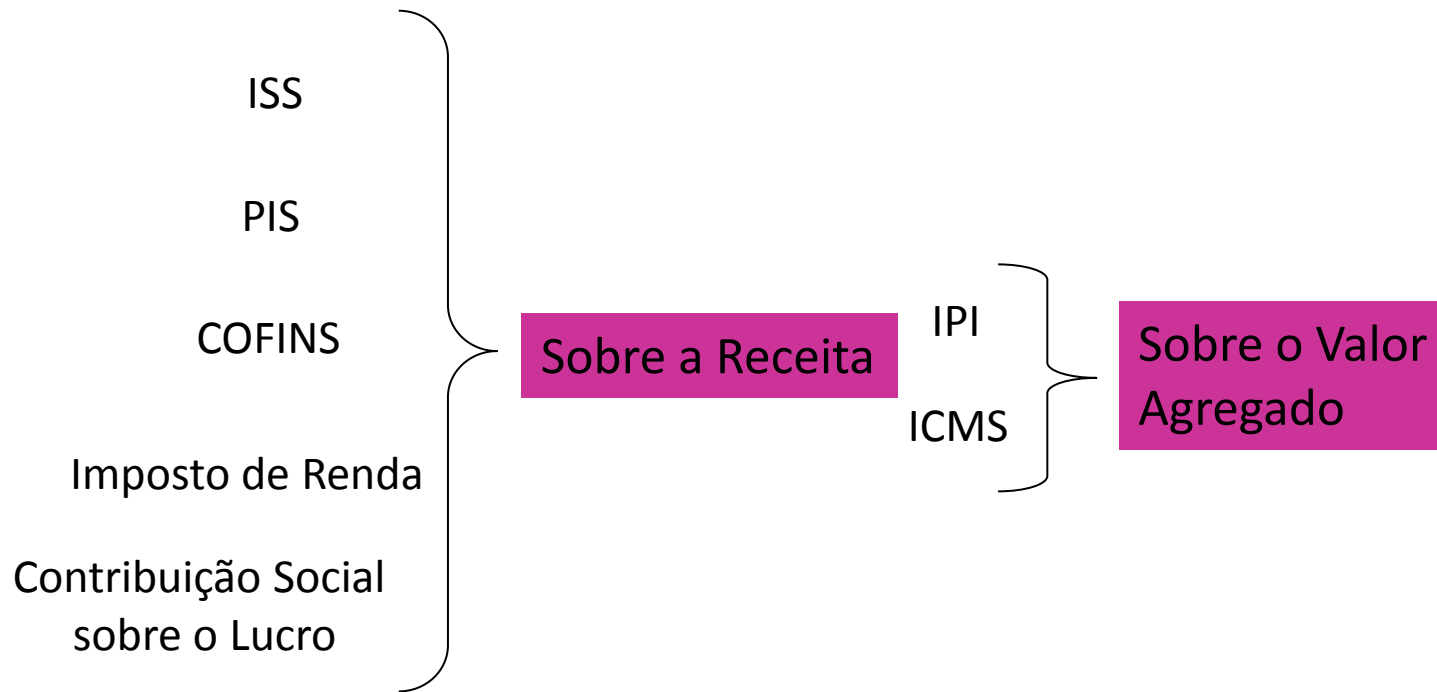 ISS
PIS
COFINS
Imposto de Renda
Contribuição Social
sobre o Lucro
Sobre a Receita
IPI
ICMS
Sobre o Valor
Agregado